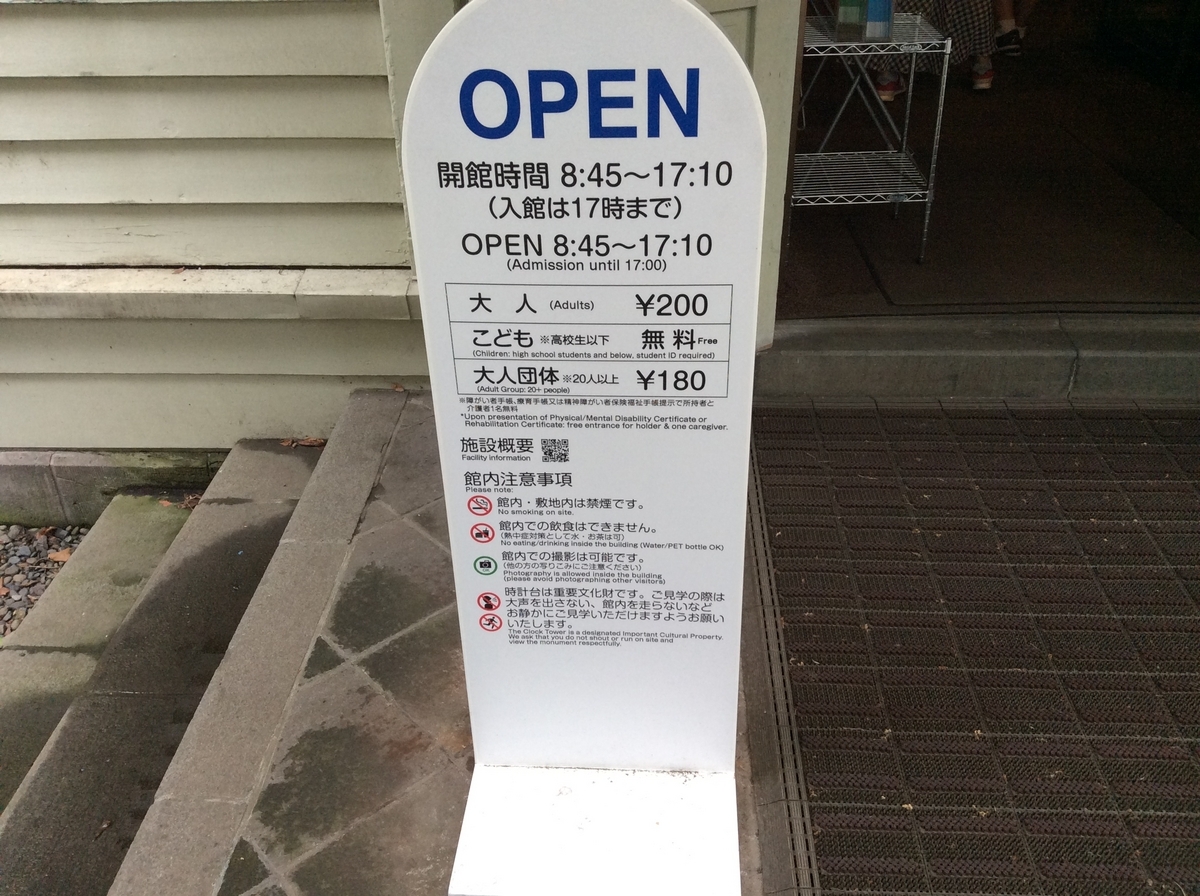 OPEN
開館時間 8:45～17:10
（入館は17時まで）
OPEN 8:45～17:10
(Admission until 17:00)
大 人 (Adults) ¥200
こども ※高校生以下 無料 Free
(Children: high school students and below, student ID required)
大人団体 ※20人以上 ¥180
(Adult Group: 20+ people)
※障がい者手帳、療育手帳又は精神障がい者保険福祉手帳提示で所持者と
介護者1名無料
*Upon presentation of Physical/Mental Disability Certificate or
Rehabilitation Certificate: free entrance for holder & one caregiver.
施設概要
Facility information
館内注意事項
Please note:
館内・敷地内は禁煙です。
No smoking on site.
館内での飲食はできません。
（熱中症対策として水・お茶は可）
No eating/drinking inside the building (Water/PET bottle OK)
館内での撮影は可能です。
（他の方の写りこみにご注意ください）
Photography is allowed inside the building
(please avoid photographing other visitors)
時計台は重要文化財です。ご見学の際は
大声を出さない、館内を走らないなど
お静かにご見学いただけますようお願い
いたします。
The Clock Tower is a designated Important Cultural Property.
We ask that you do not shout or run on site and
view the monument respectfully.